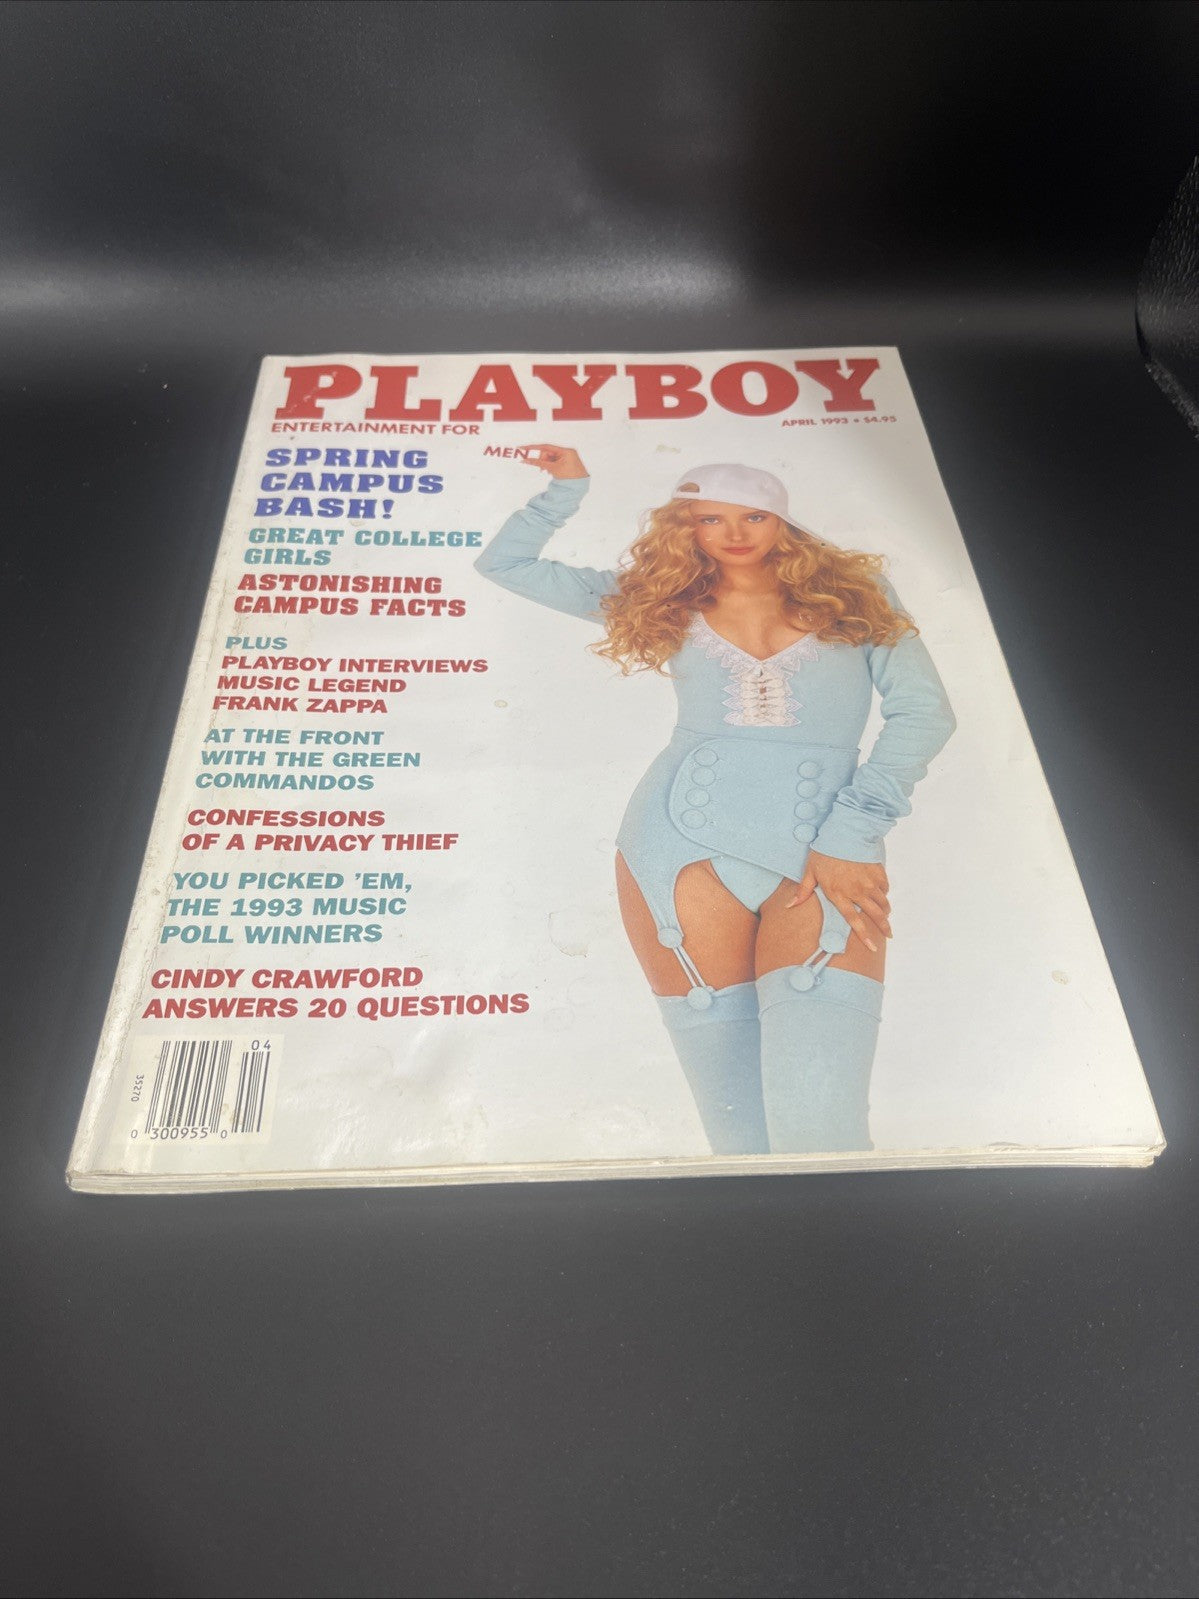 PLAYBOY
ENTERTAINMENT FOR
MEN
APRIL 1993 • $4.95
SPRING
CAMPUS
BASH!
GREAT COLLEGE
GIRLS
ASTONISHING
CAMPUS FACTS
PLUS
PLAYBOY INTERVIEWS
MUSIC LEGEND
FRANK ZAPPA
AT THE FRONT
WITH THE GREEN
COMMANDOS
CONFESSIONS
OF A PRIVACY THIEF
YOU PICKED 'EM,
THE 1993 MUSIC
POLL WINNERS
CINDY CRAWFORD
ANSWERS 20 QUESTIONS
04
35270
0 300955 0